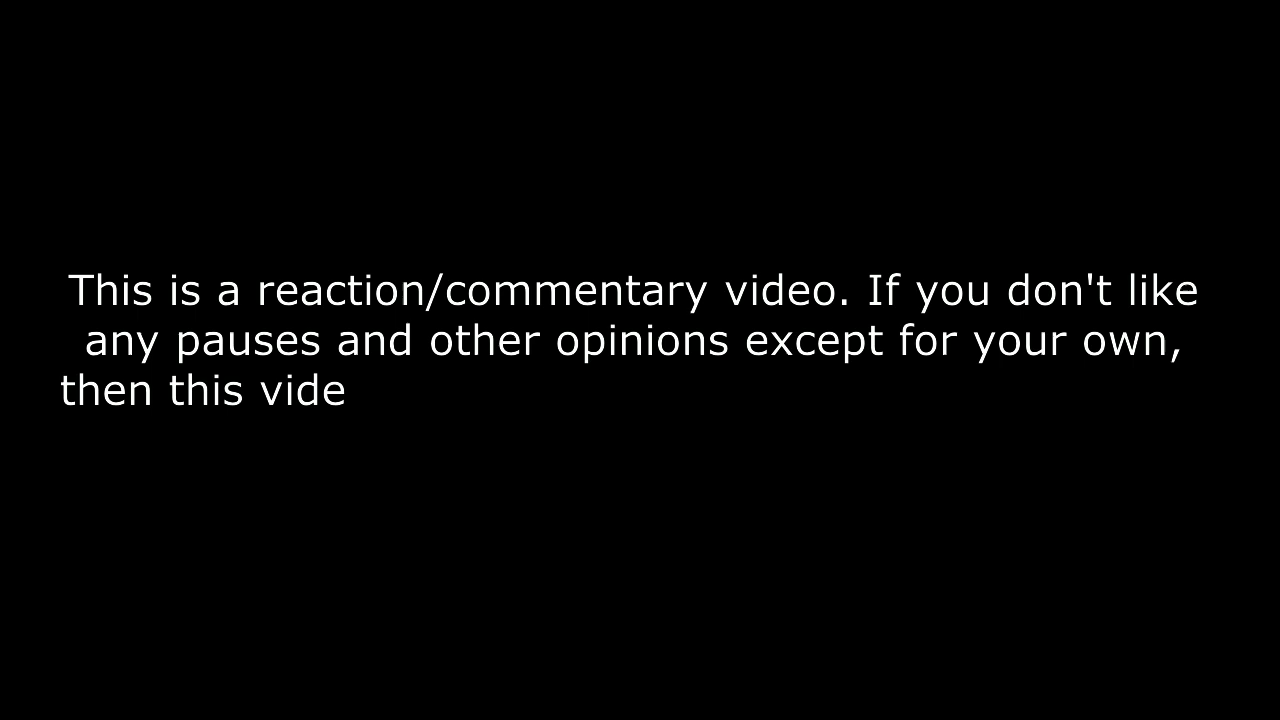 This is a reaction/commentary video. If you don't like
any pauses and other opinions except for your own,
then this vide